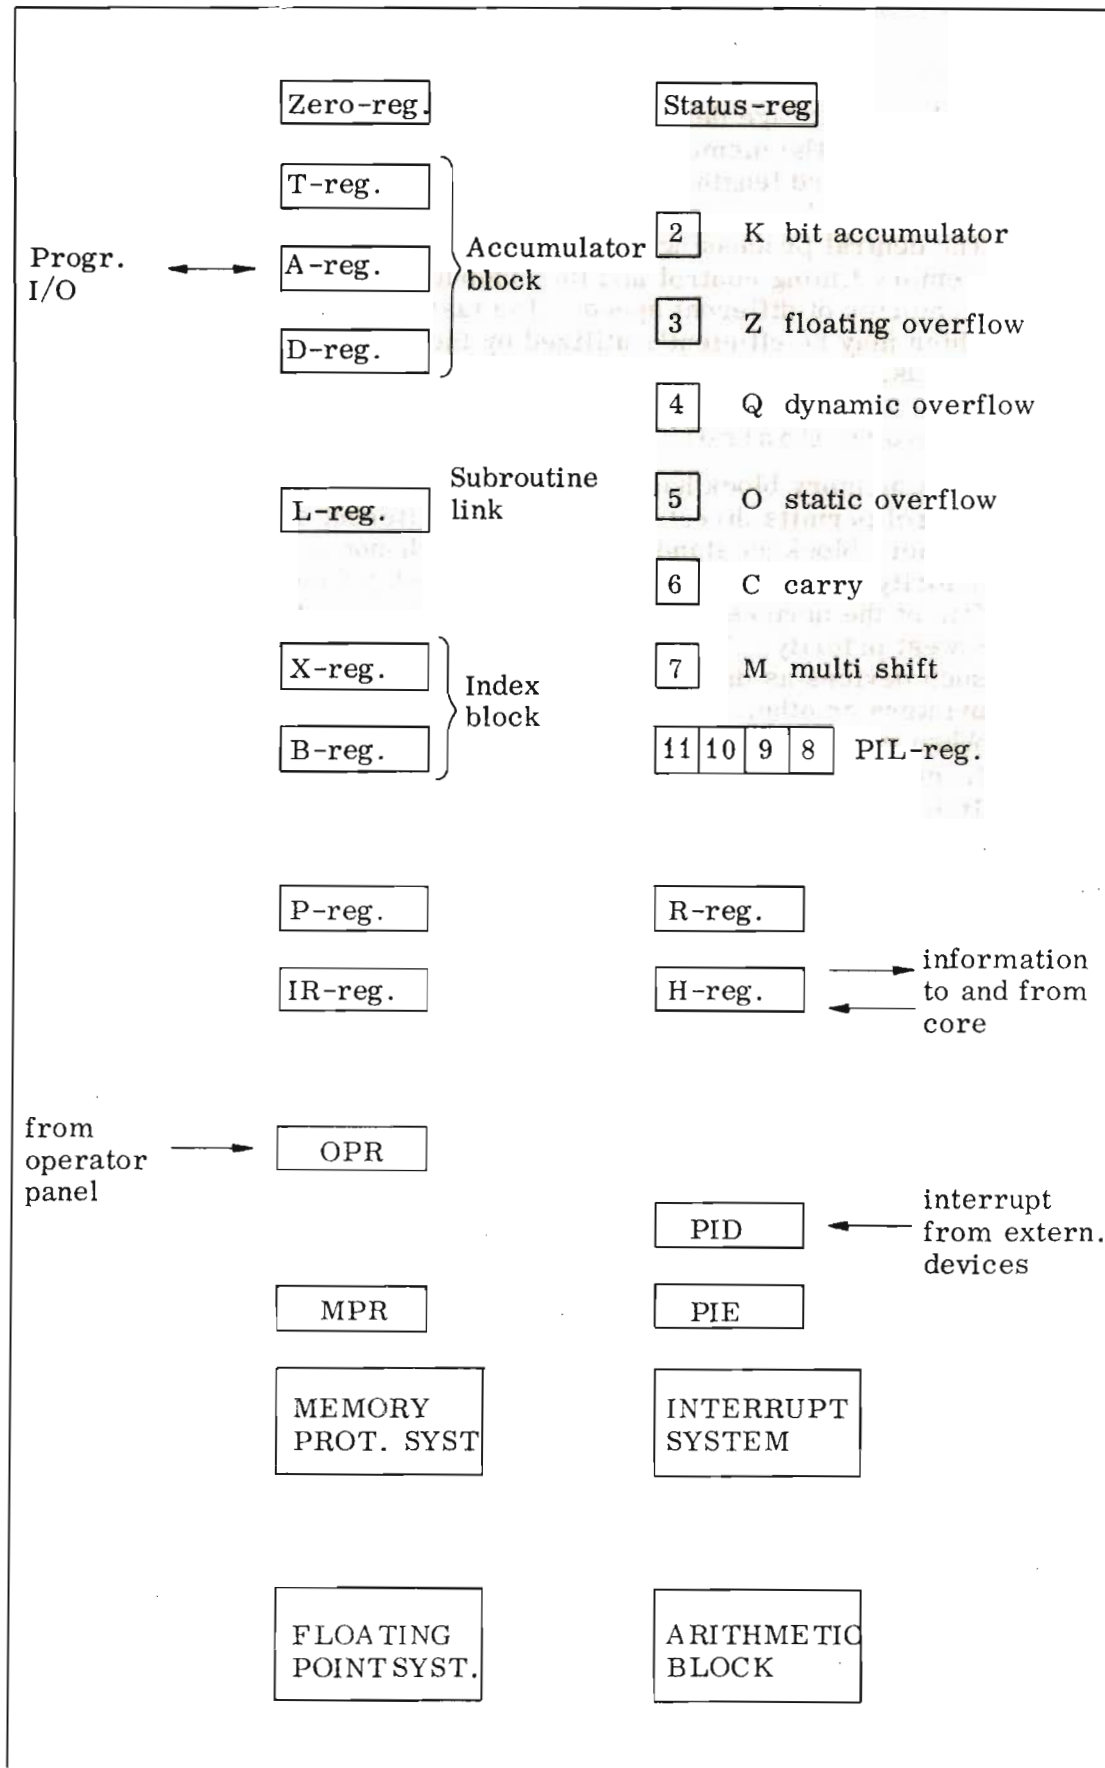 Zero-reg.
Status-reg
T-reg.
Progr.
I/O
A-reg.
D-reg.
Accumulator
block
2 K bit accumulator
3 Z floating overflow
4 Q dynamic overflow
L-reg.
Subroutine
link
5 O static overflow
6 C carry
X-reg.
B-reg.
Index
block
7 M multi shift
11 10 9 8 PIL-reg.
P-reg.
R-reg.
IR-reg.
H-reg.
information
to and from
core
from
operator
panel
OPR
PID
interrupt
from extern.
devices
MPR
PIE
MEMORY
PROT. SYST
INTERRUPT
SYSTEM
FLOATING
POINT SYST.
ARITHMETIC
BLOCK